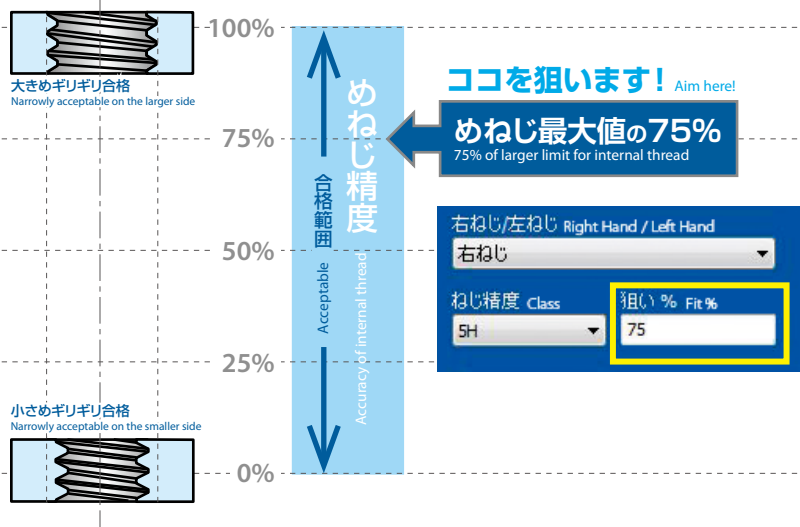 100%
大きめギリギリ合格
Narrowly acceptable on the larger side
ココを狙います！ Aim here!
75%
めねじ最大値の75%
75% of larger limit for internal thread
めねじ精度
Accuracy of internal thread
合格範囲
Acceptable
右ねじ/左ねじ Right Hand / Left Hand
右ねじ
50%
ねじ精度 Class
狙い % Fit %
5H
75
25%
小さめギリギリ合格
Narrowly acceptable on the smaller side
0%